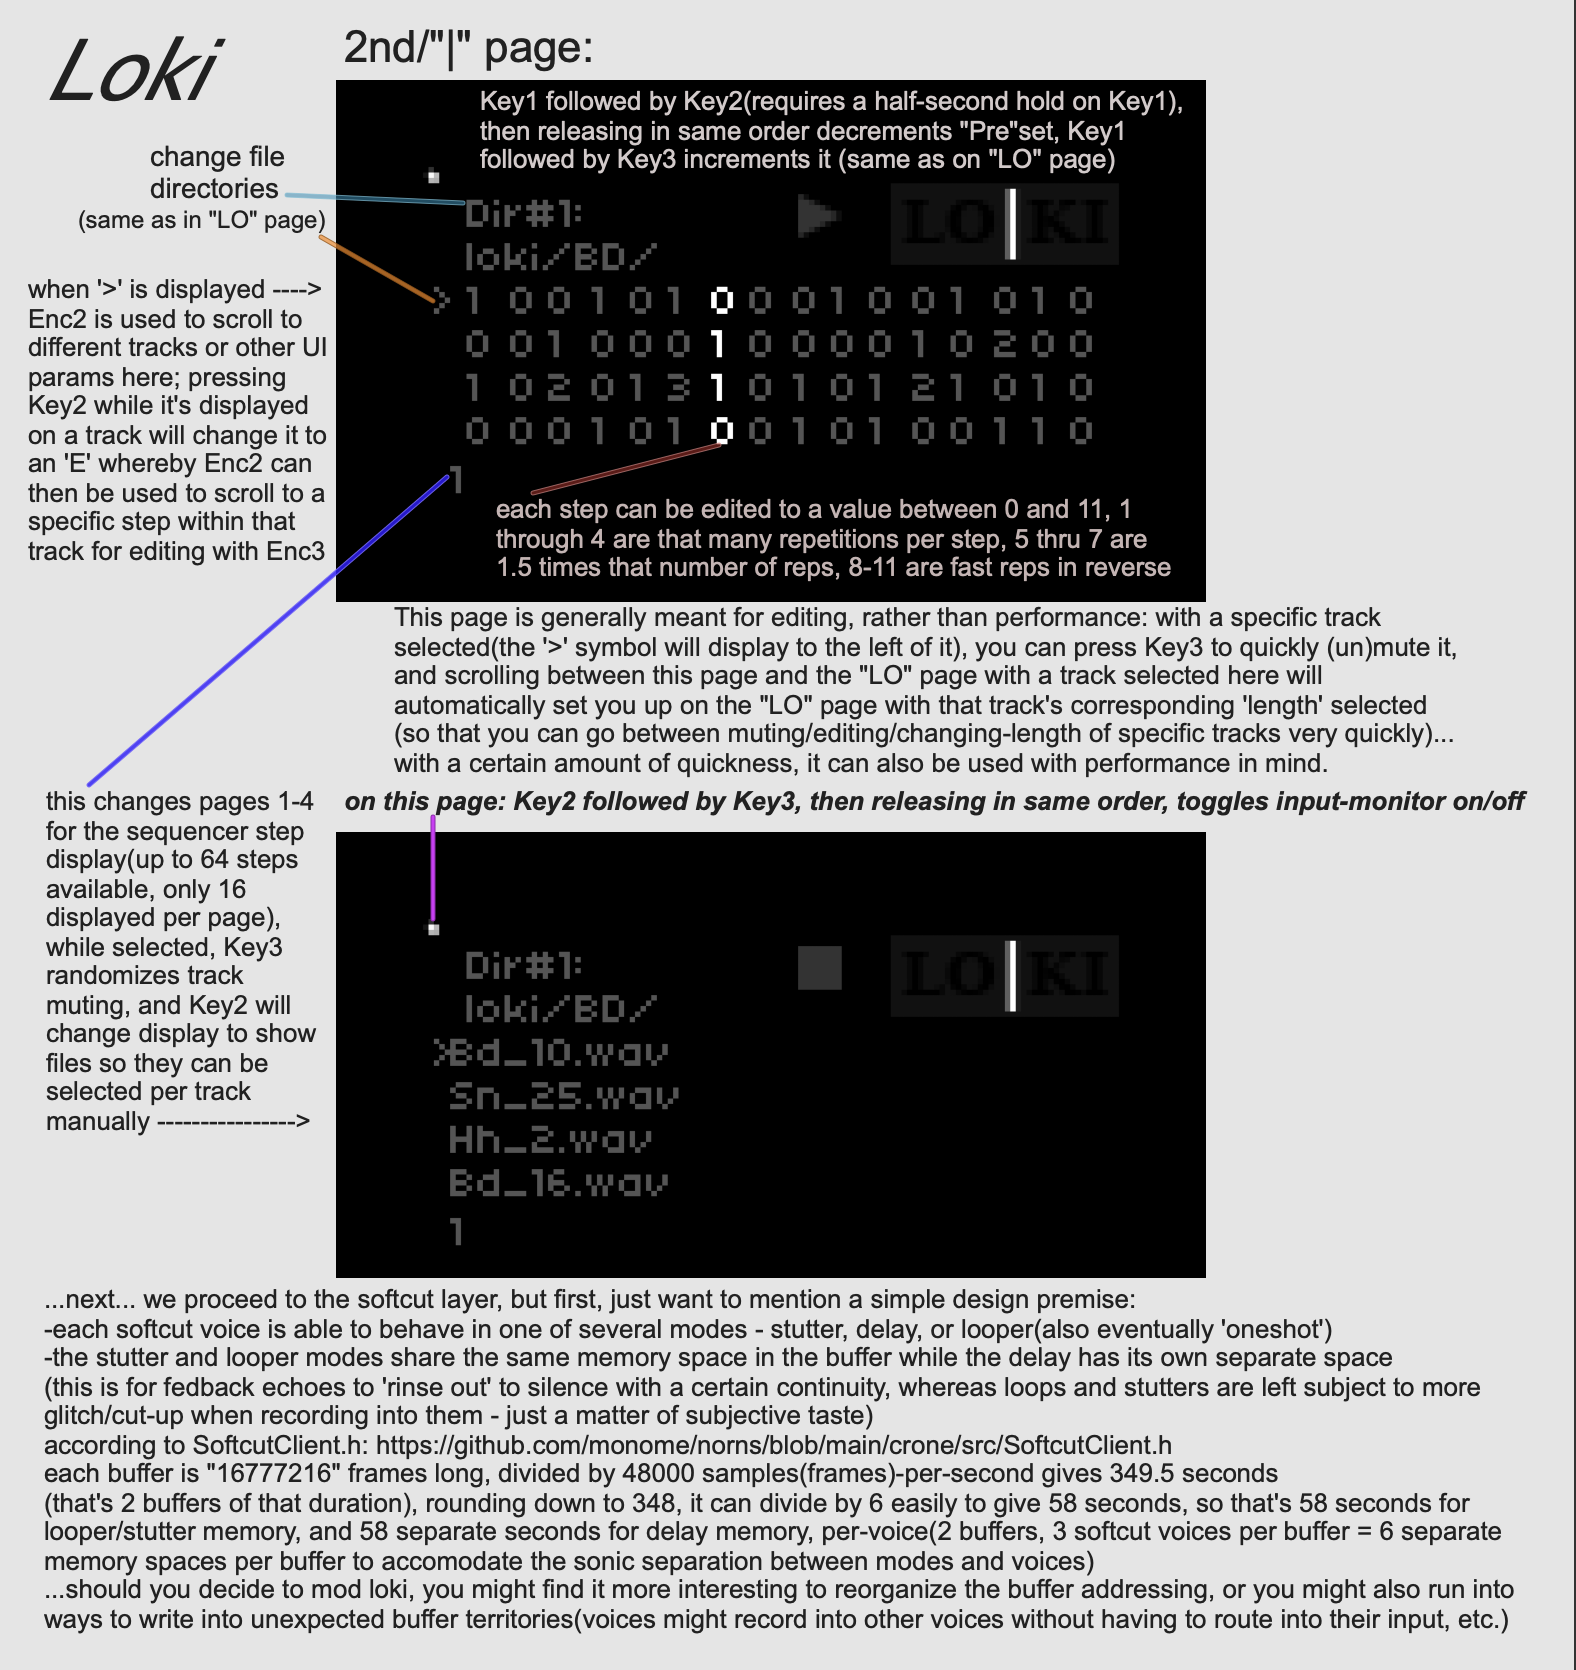 Loki
2nd/"|" page:
Key1 followed by Key2(requires a half-second hold on Key1),
then releasing in same order decrements "Pre"set, Key1
followed by Key3 increments it (same as on "LO" page)
change file
directories
(same as in "LO" page)
Dir#1:
loki/BD/
LO|KI
> 1 0 0 1 0 1 0 0 0 1 0 0 1 0 1 0
0 0 1 0 0 0 1 0 0 0 0 1 0 2 0 0
1 0 2 0 1 3 1 0 1 0 1 2 1 0 1 0
0 0 0 1 0 1 0 0 1 0 1 0 0 1 1 0
1
when '>' is displayed ---->
Enc2 is used to scroll to
different tracks or other UI
params here; pressing
Key2 while it's displayed
on a track will change it to
an 'E' whereby Enc2 can
then be used to scroll to a
specific step within that
track for editing with Enc3
each step can be edited to a value between 0 and 11, 1
through 4 are that many repetitions per step, 5 thru 7 are
1.5 times that number of reps, 8-11 are fast reps in reverse
This page is generally meant for editing, rather than performance: with a specific track
selected(the '>' symbol will display to the left of it), you can press Key3 to quickly (un)mute it,
and scrolling between this page and the "LO" page with a track selected here will
automatically set you up on the "LO" page with that track's corresponding 'length' selected
(so that you can go between muting/editing/changing-length of specific tracks very quickly)...
with a certain amount of quickness, it can also be used with performance in mind.
on this page: Key2 followed by Key3, then releasing in same order, toggles input-monitor on/off
this changes pages 1-4
for the sequencer step
display(up to 64 steps
available, only 16
displayed per page),
while selected, Key3
randomizes track
muting, and Key2 will
change display to show
files so they can be
selected per track
manually ---------------->
Dir#1:
loki/BD/
LO|KI
>Bd_10.wav
Sn_25.wav
Hh_2.wav
Bd_16.wav
1
...next... we proceed to the softcut layer, but first, just want to mention a simple design premise:
-each softcut voice is able to behave in one of several modes - stutter, delay, or looper(also eventually 'oneshot')
-the stutter and looper modes share the same memory space in the buffer while the delay has its own separate space
(this is for fedback echoes to 'rinse out' to silence with a certain continuity, whereas loops and stutters are left subject to more
glitch/cut-up when recording into them - just a matter of subjective taste)
according to SoftcutClient.h: https://github.com/monome/norns/blob/main/crone/src/SoftcutClient.h
each buffer is "16777216" frames long, divided by 48000 samples(frames)-per-second gives 349.5 seconds
(that's 2 buffers of that duration), rounding down to 348, it can divide by 6 easily to give 58 seconds, so that's 58 seconds for
looper/stutter memory, and 58 separate seconds for delay memory, per-voice(2 buffers, 3 softcut voices per buffer = 6 separate
memory spaces per buffer to accomodate the sonic separation between modes and voices)
...should you decide to mod loki, you might find it more interesting to reorganize the buffer addressing, or you might also run into
ways to write into unexpected buffer territories(voices might record into other voices without having to route into their input, etc.)